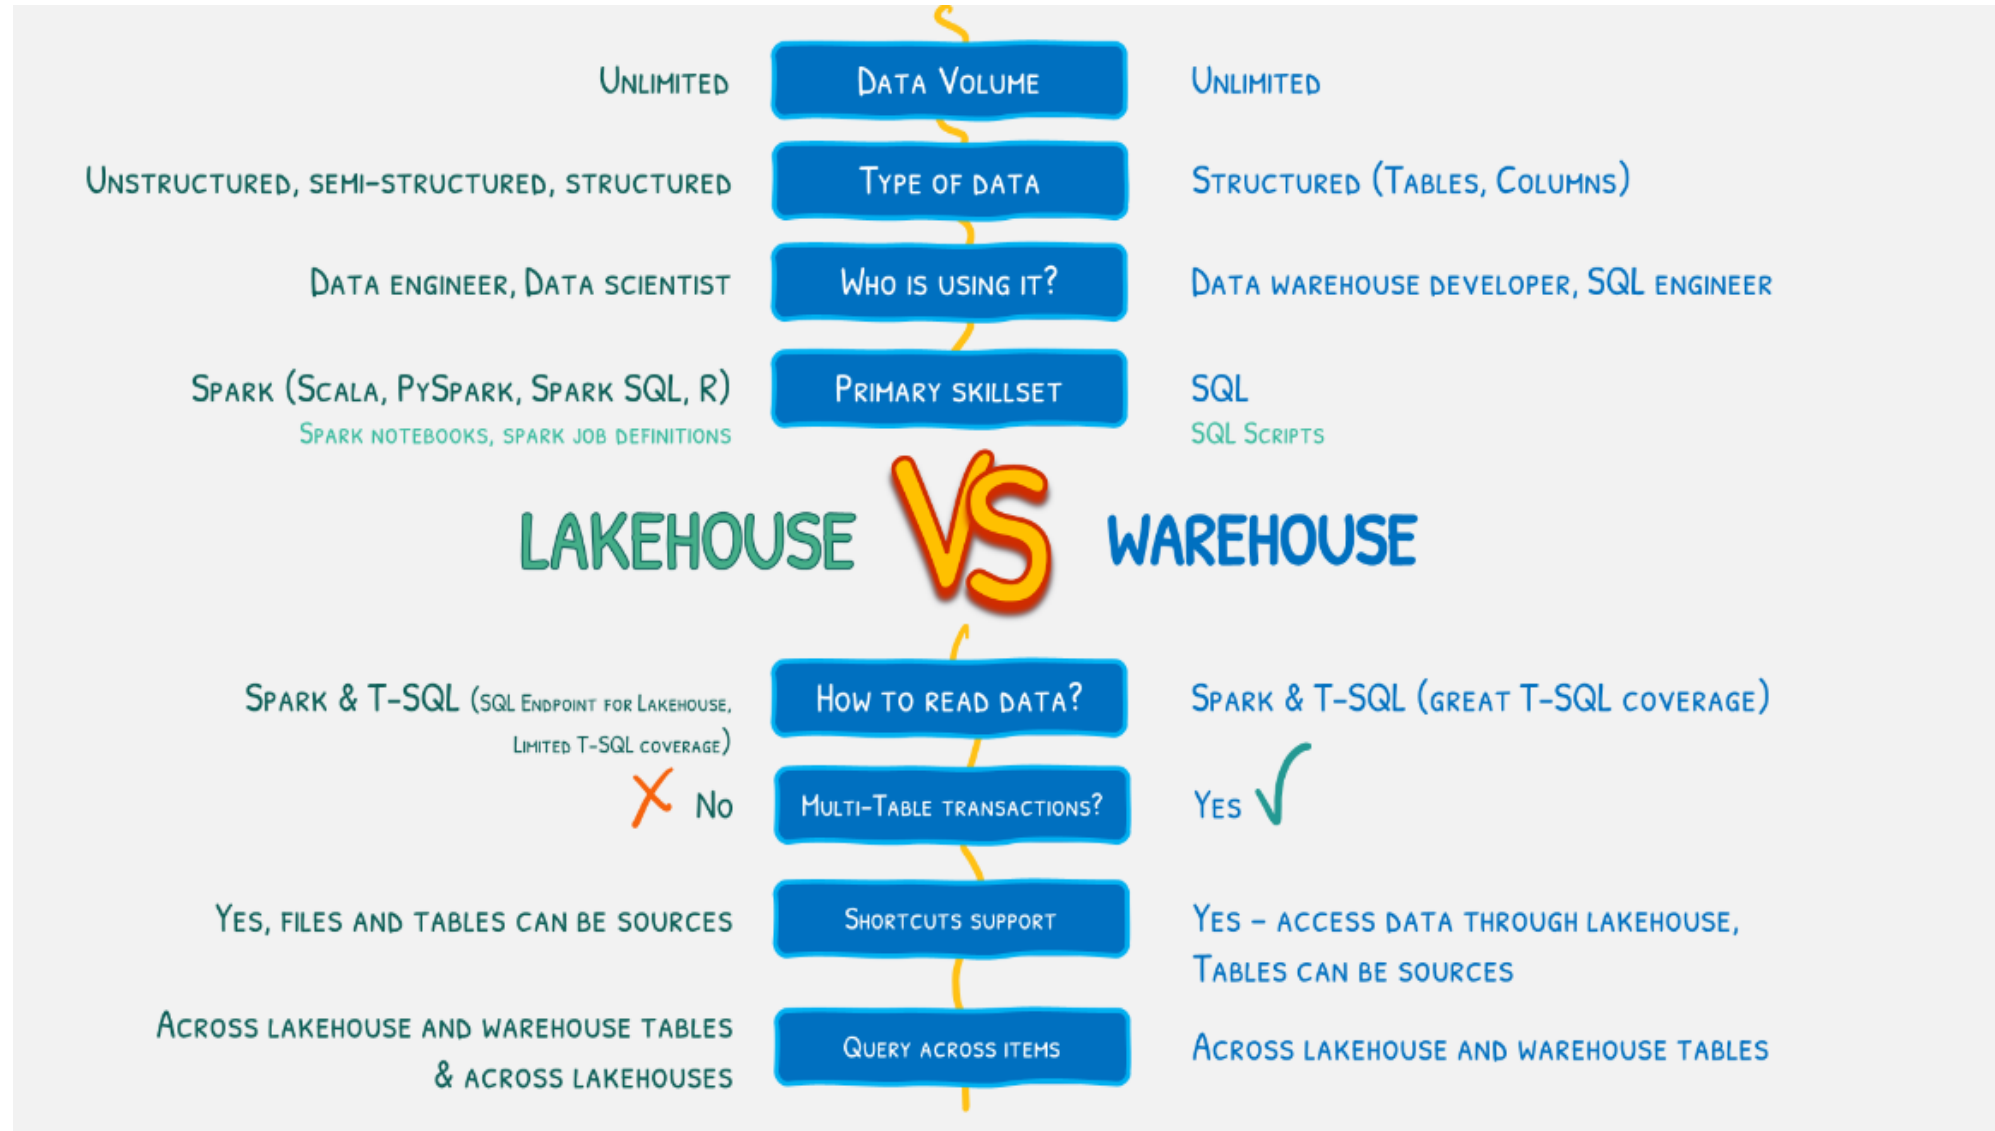 Unlimited
Data Volume
Unlimited
Unstructured, semi-structured, structured
Type of data
Structured (Tables, Columns)
Data engineer, Data scientist
Who is using it?
Data warehouse developer, SQL engineer
Spark (Scala, PySpark, Spark SQL, R)
Spark notebooks, spark job definitions
Primary skillset
SQL
SQL Scripts
LAKEHOUSE
VS
WAREHOUSE
Spark & T-SQL (SQL Endpoint for Lakehouse,
Limited T-SQL coverage)
How to read data?
Spark & T-SQL (great T-SQL coverage)
No
Multi-Table transactions?
Yes
Yes, files and tables can be sources
Shortcuts support
Yes – access data through lakehouse,
Tables can be sources
Across lakehouse and warehouse tables
& across lakehouses
Query across items
Across lakehouse and warehouse tables